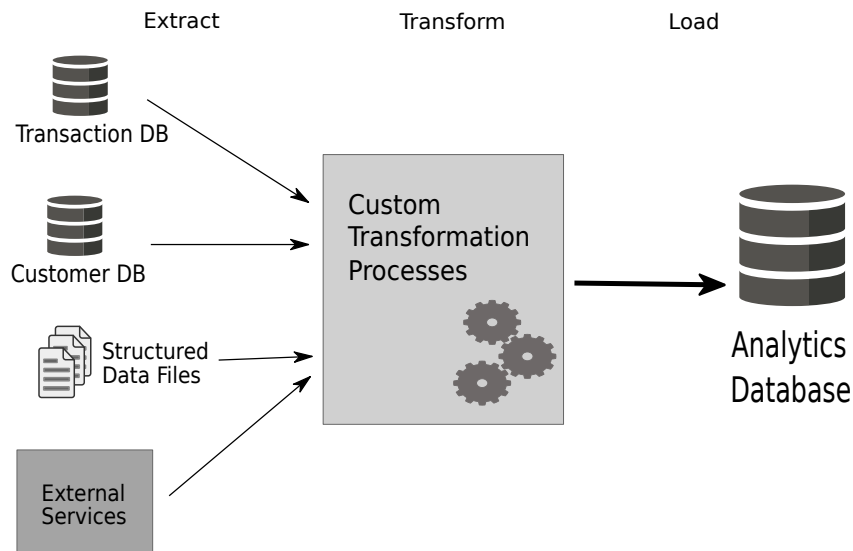 Extract
Transform
Load
Transaction DB
Customer DB
Structured
Data Files
External
Services
Custom
Transformation
Processes
Analytics
Database